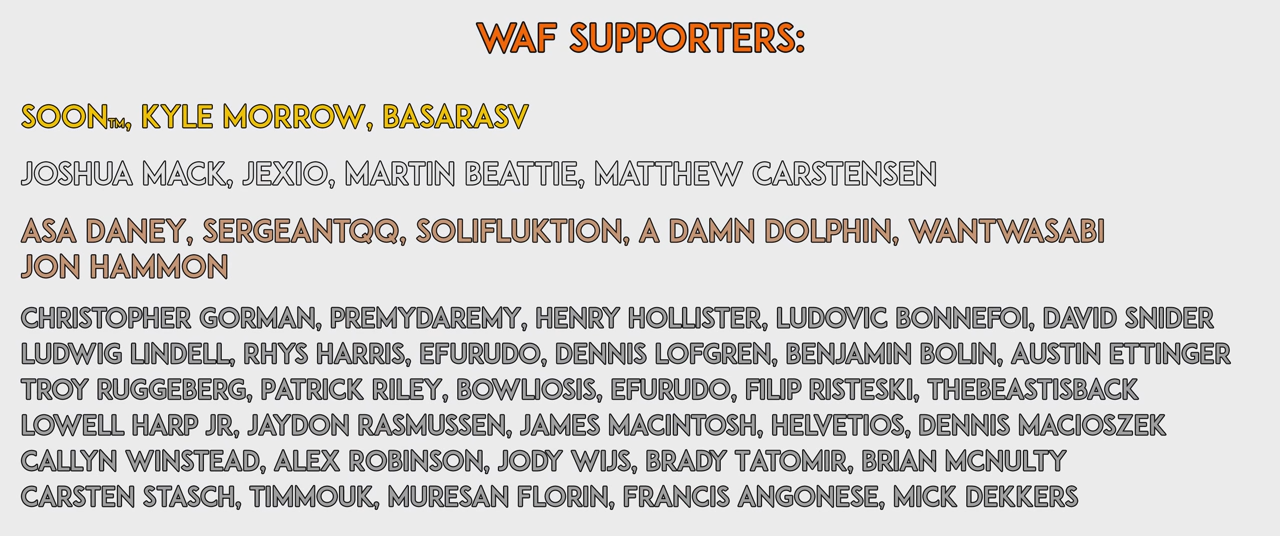 WAF SUPPORTERS:
SOON™, KYLE MORROW, BASARASV
JOSHUA MACK, JEXIO, MARTIN BEATTIE, MATTHEW CARSTENSEN
ASA DANEY, SERGEANTQQ, SOLIFLUKTION, A DAMN DOLPHIN, WANTWASABI
JON HAMMON
CHRISTOPHER GORMAN, PREMYDAREMY, HENRY HOLLISTER, LUDOVIC BONNEFOI, DAVID SNIDER
LUDWIG LINDELL, RHYS HARRIS, EFURUDO, DENNIS LOFGREN, BENJAMIN BOLIN, AUSTIN ETTINGER
TROY RUGGEBERG, PATRICK RILEY, BOWLIOSIS, EFURUDO, FILIP RISTESKI, THEBEASTISBACK
LOWELL HARP JR, JAYDON RASMUSSEN, JAMES MACINTOSH, HELVETIOS, DENNIS MACIOSZEK
CALLYN WINSTEAD, ALEX ROBINSON, JODY WIJS, BRADY TATOMIR, BRIAN MCNULTY
CARSTEN STASCH, TIMMOUK, MURESAN FLORIN, FRANCIS ANGONESE, MICK DEKKERS